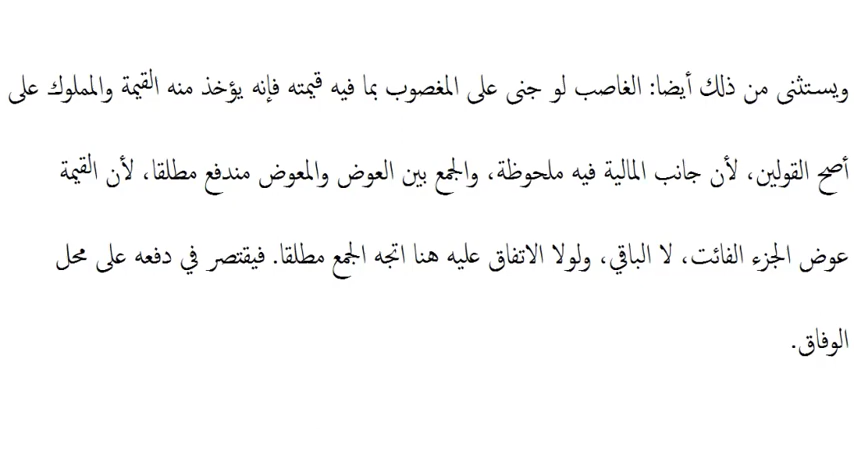 ويستثنى من ذلك أيضا: الغاصب لو جنى على المغصوب بما فيه قيمته فإنه يؤخذ منه القيمة والمملوك على
أصح القولين، لأن جانب المالية فيه ملحوظة، والجمع بين العوض والمعوض مندفع مطلقا، لأن القيمة
عوض الجزء الفائت، لا الباقي، ولولا الاتفاق عليه هنا اتجه الجمع مطلقا. فيقتصر في دفعه على محل
الوفاق.